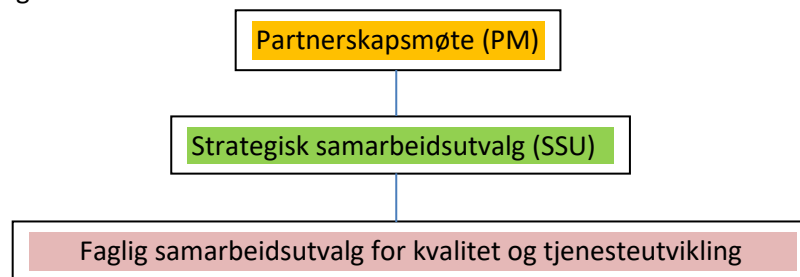 g
Partnerskapsmøte (PM)
Strategisk samarbeidsutvalg (SSU)
Faglig samarbeidsutvalg for kvalitet og tjenesteutvikling